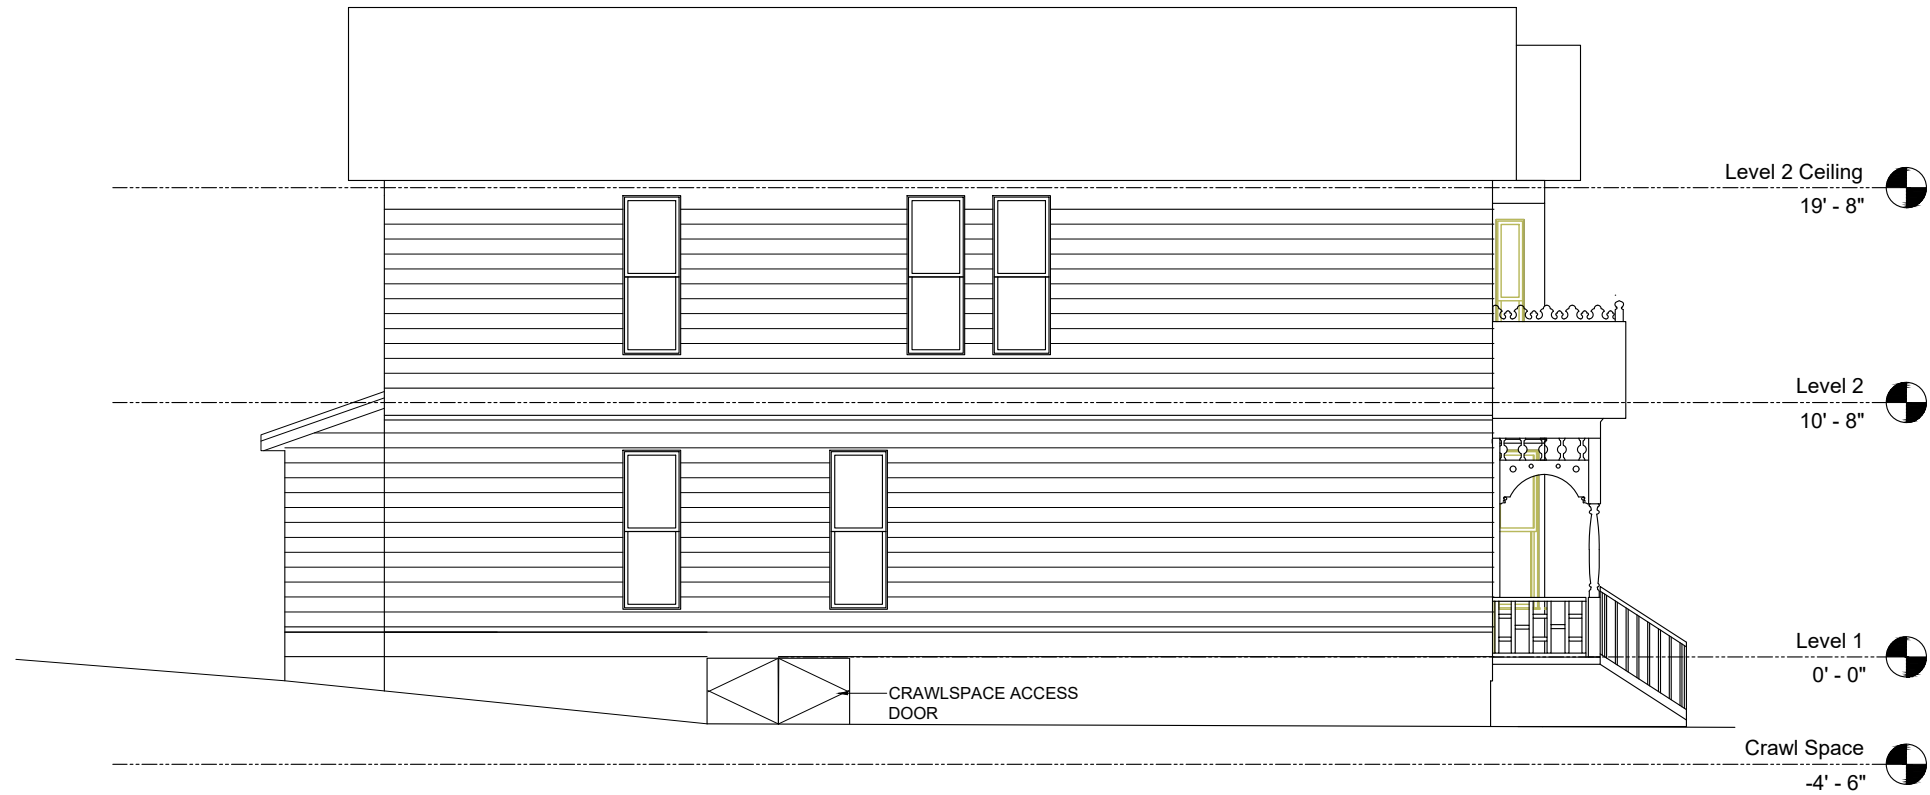 Level 2 Ceiling
19' - 8"
Level 2
10' - 8"
Level 1
0' - 0"
CRAWLSPACE ACCESS
DOOR
Crawl Space
-4' - 6"